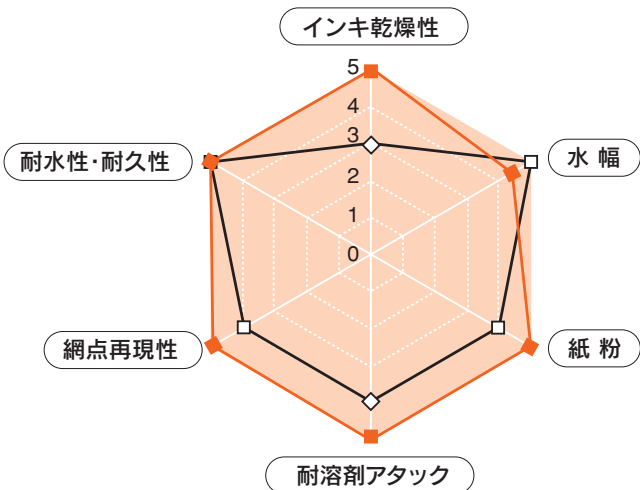 インキ乾燥性
5
4
3
2
1
0
耐水性・耐久性
水 幅
網点再現性
紙 粉
耐溶剤アタック